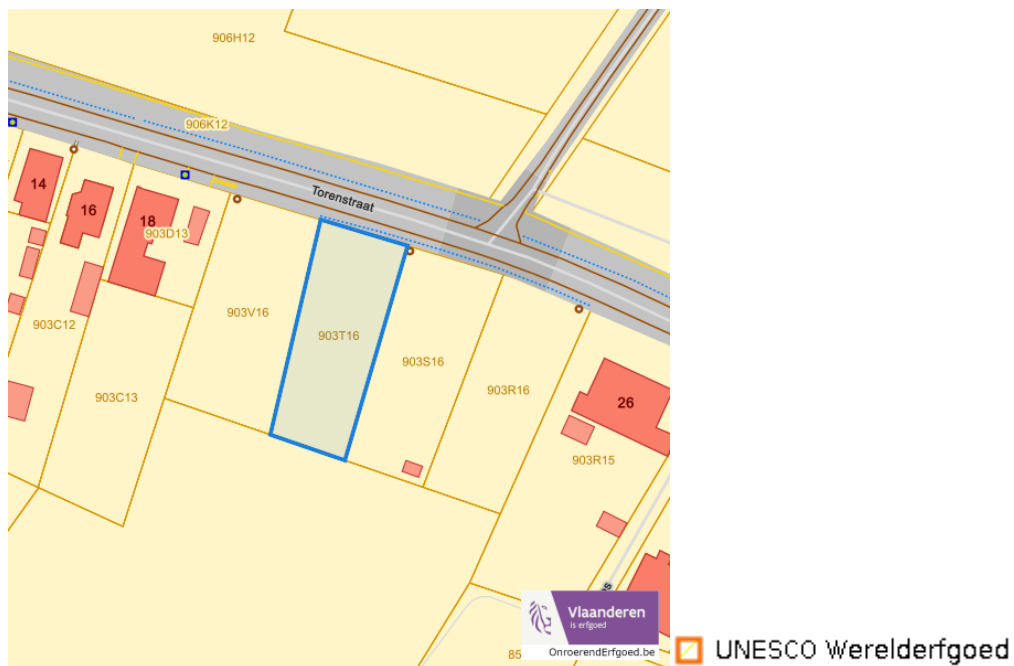 906H12
906K12
Torenstraat
14
16
18
903D13
903V16
903T16
903C12
903S16
903R16
903C13
26
903R15
Vlaanderen
is erfgoed
OnroerendErfgoed.be
UNESCO Werelderfgoed